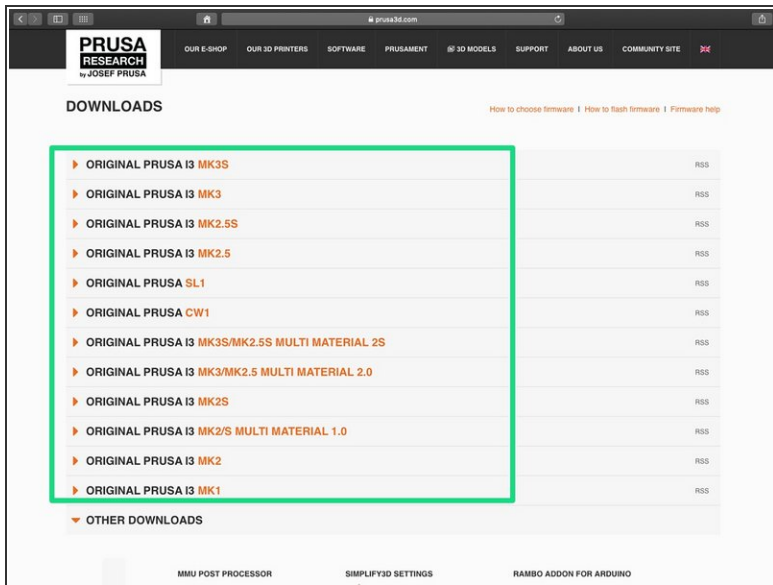 prusa3d.com
PRUSA
RESEARCH
by JOSEF PRUSA
OUR E-SHOP OUR 3D PRINTERS SOFTWARE PRUSAMENT 3D MODELS SUPPORT ABOUT US COMMUNITY SITE
DOWNLOADS
How to choose firmware | How to flash firmware | Firmware help
ORIGINAL PRUSA I3 MK3S RSS
ORIGINAL PRUSA I3 MK3 RSS
ORIGINAL PRUSA I3 MK2.5S RSS
ORIGINAL PRUSA I3 MK2.5 RSS
ORIGINAL PRUSA SL1 RSS
ORIGINAL PRUSA CW1 RSS
ORIGINAL PRUSA I3 MK3S/MK2.5S MULTI MATERIAL 2S RSS
ORIGINAL PRUSA I3 MK3/MK2.5 MULTI MATERIAL 2.0 RSS
ORIGINAL PRUSA I3 MK2S RSS
ORIGINAL PRUSA I3 MK2/S MULTI MATERIAL 1.0 RSS
ORIGINAL PRUSA I3 MK2 RSS
ORIGINAL PRUSA I3 MK1 RSS
OTHER DOWNLOADS
MMU POST PROCESSOR SIMPLIFY3D SETTINGS RAMBO ADDON FOR ARDUINO